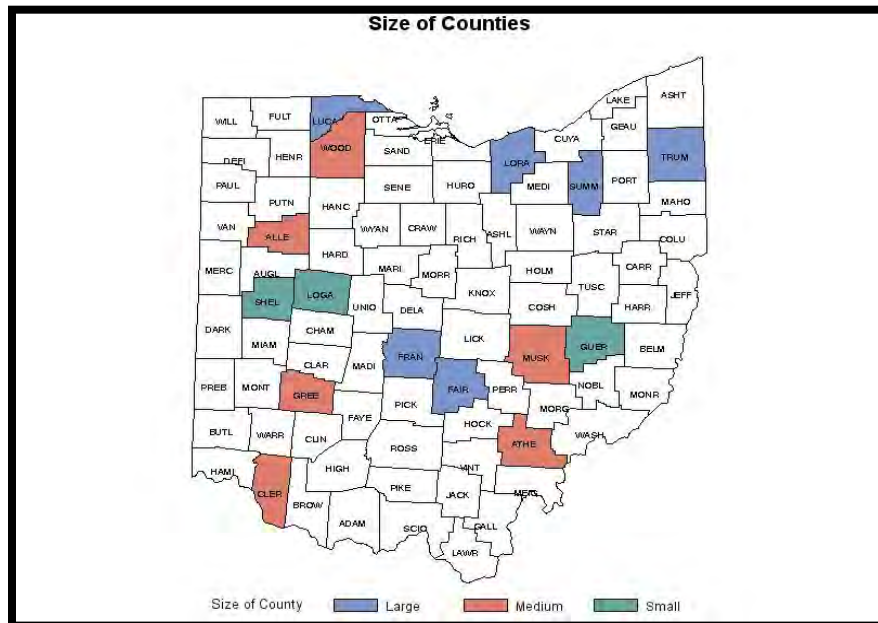 Size of Counties
LAKE ASHT
WILL FULT LUCA OTTA CUYA GEAU
ERIE
DEFI HENR WOOD SAND LORA TRUM
PAUL SENE HURO MEDI SUMM PORT
PUTN HANC MAHO
VAN ALLE WYAN CRAW RICH ASHL WAYN STAR COLU
HARD
MERC AUGL MARI MORR HOLM CARR
SHEL LOGA UNIO KNOX TUSC JEFF
DELA COSH HARR
DARK CHAM
MIAM LICK MUSK GUER BELM
CLAR MADI FRAN
PREB MONT GREE FAIR PERR NOBL MONR
PICK MORG
FAYE HOCK
BUTL WARR CLIN ROSS ATHE WASH
HAMI HIGH VINT
CLER BROW PIKE JACK MEIG
ADAM SCIO GALL
LAWR
Size of County Large Medium Small